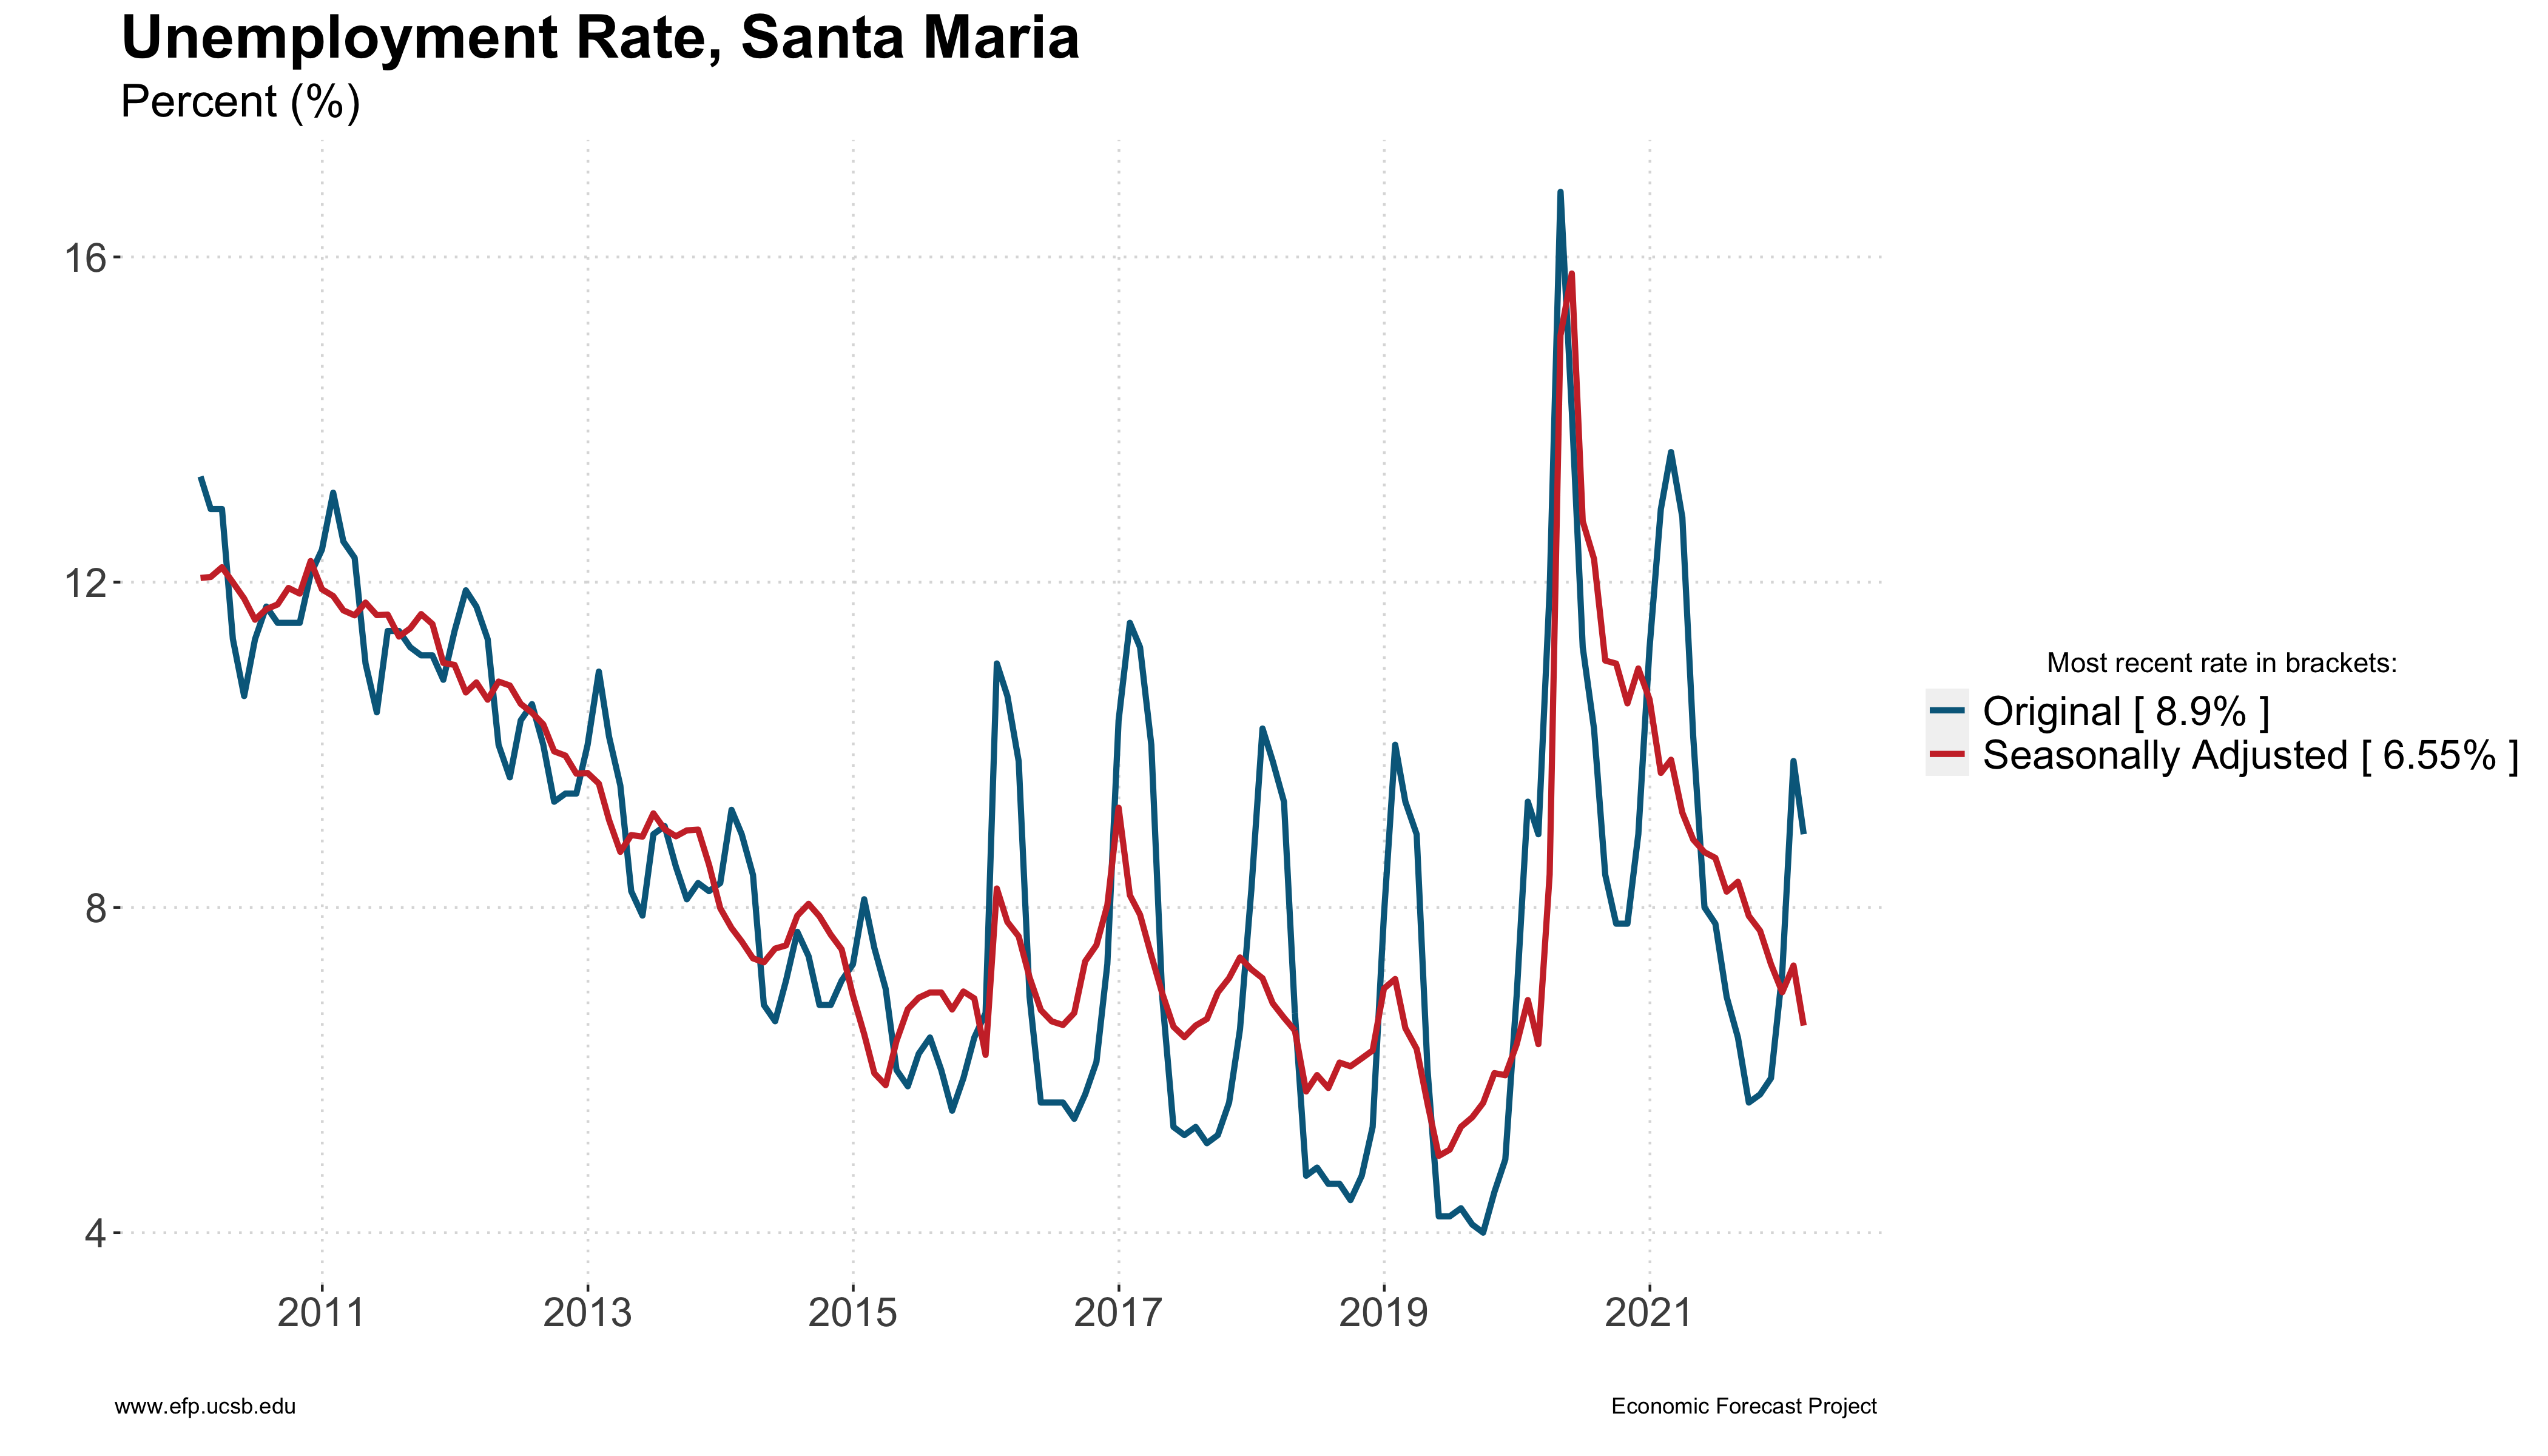 Unemployment Rate, Santa Maria
Percent (%)
16
12
8
4
2011 2013 2015 2017 2019 2021
Most recent rate in brackets:
Original [ 8.9% ]
Seasonally Adjusted [ 6.55% ]
www.efp.ucsb.edu
Economic Forecast Project